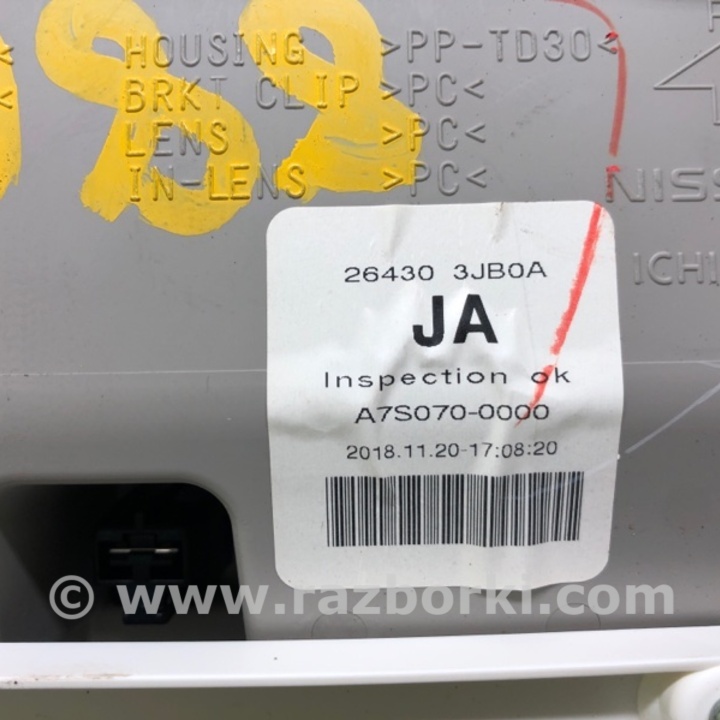 HOUSING >PP-TD30<
BRKT CLIP >PC<
LENS >PC<
IN-LENS >PC<
26430 3JB0A
JA
Inspection ok
A7S070-0000
2018.11.20-17:08:20
© www.razborki.com